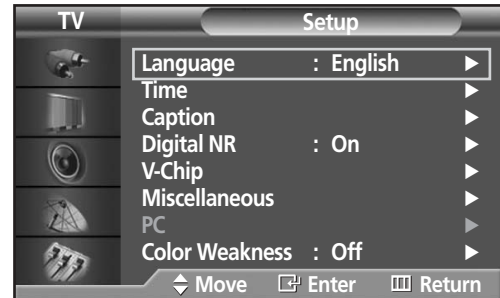 TV Setup
Language : English
Time
Caption
Digital NR : On
V-Chip
Miscellaneous
PC
Color Weakness : Off
Move Enter Return